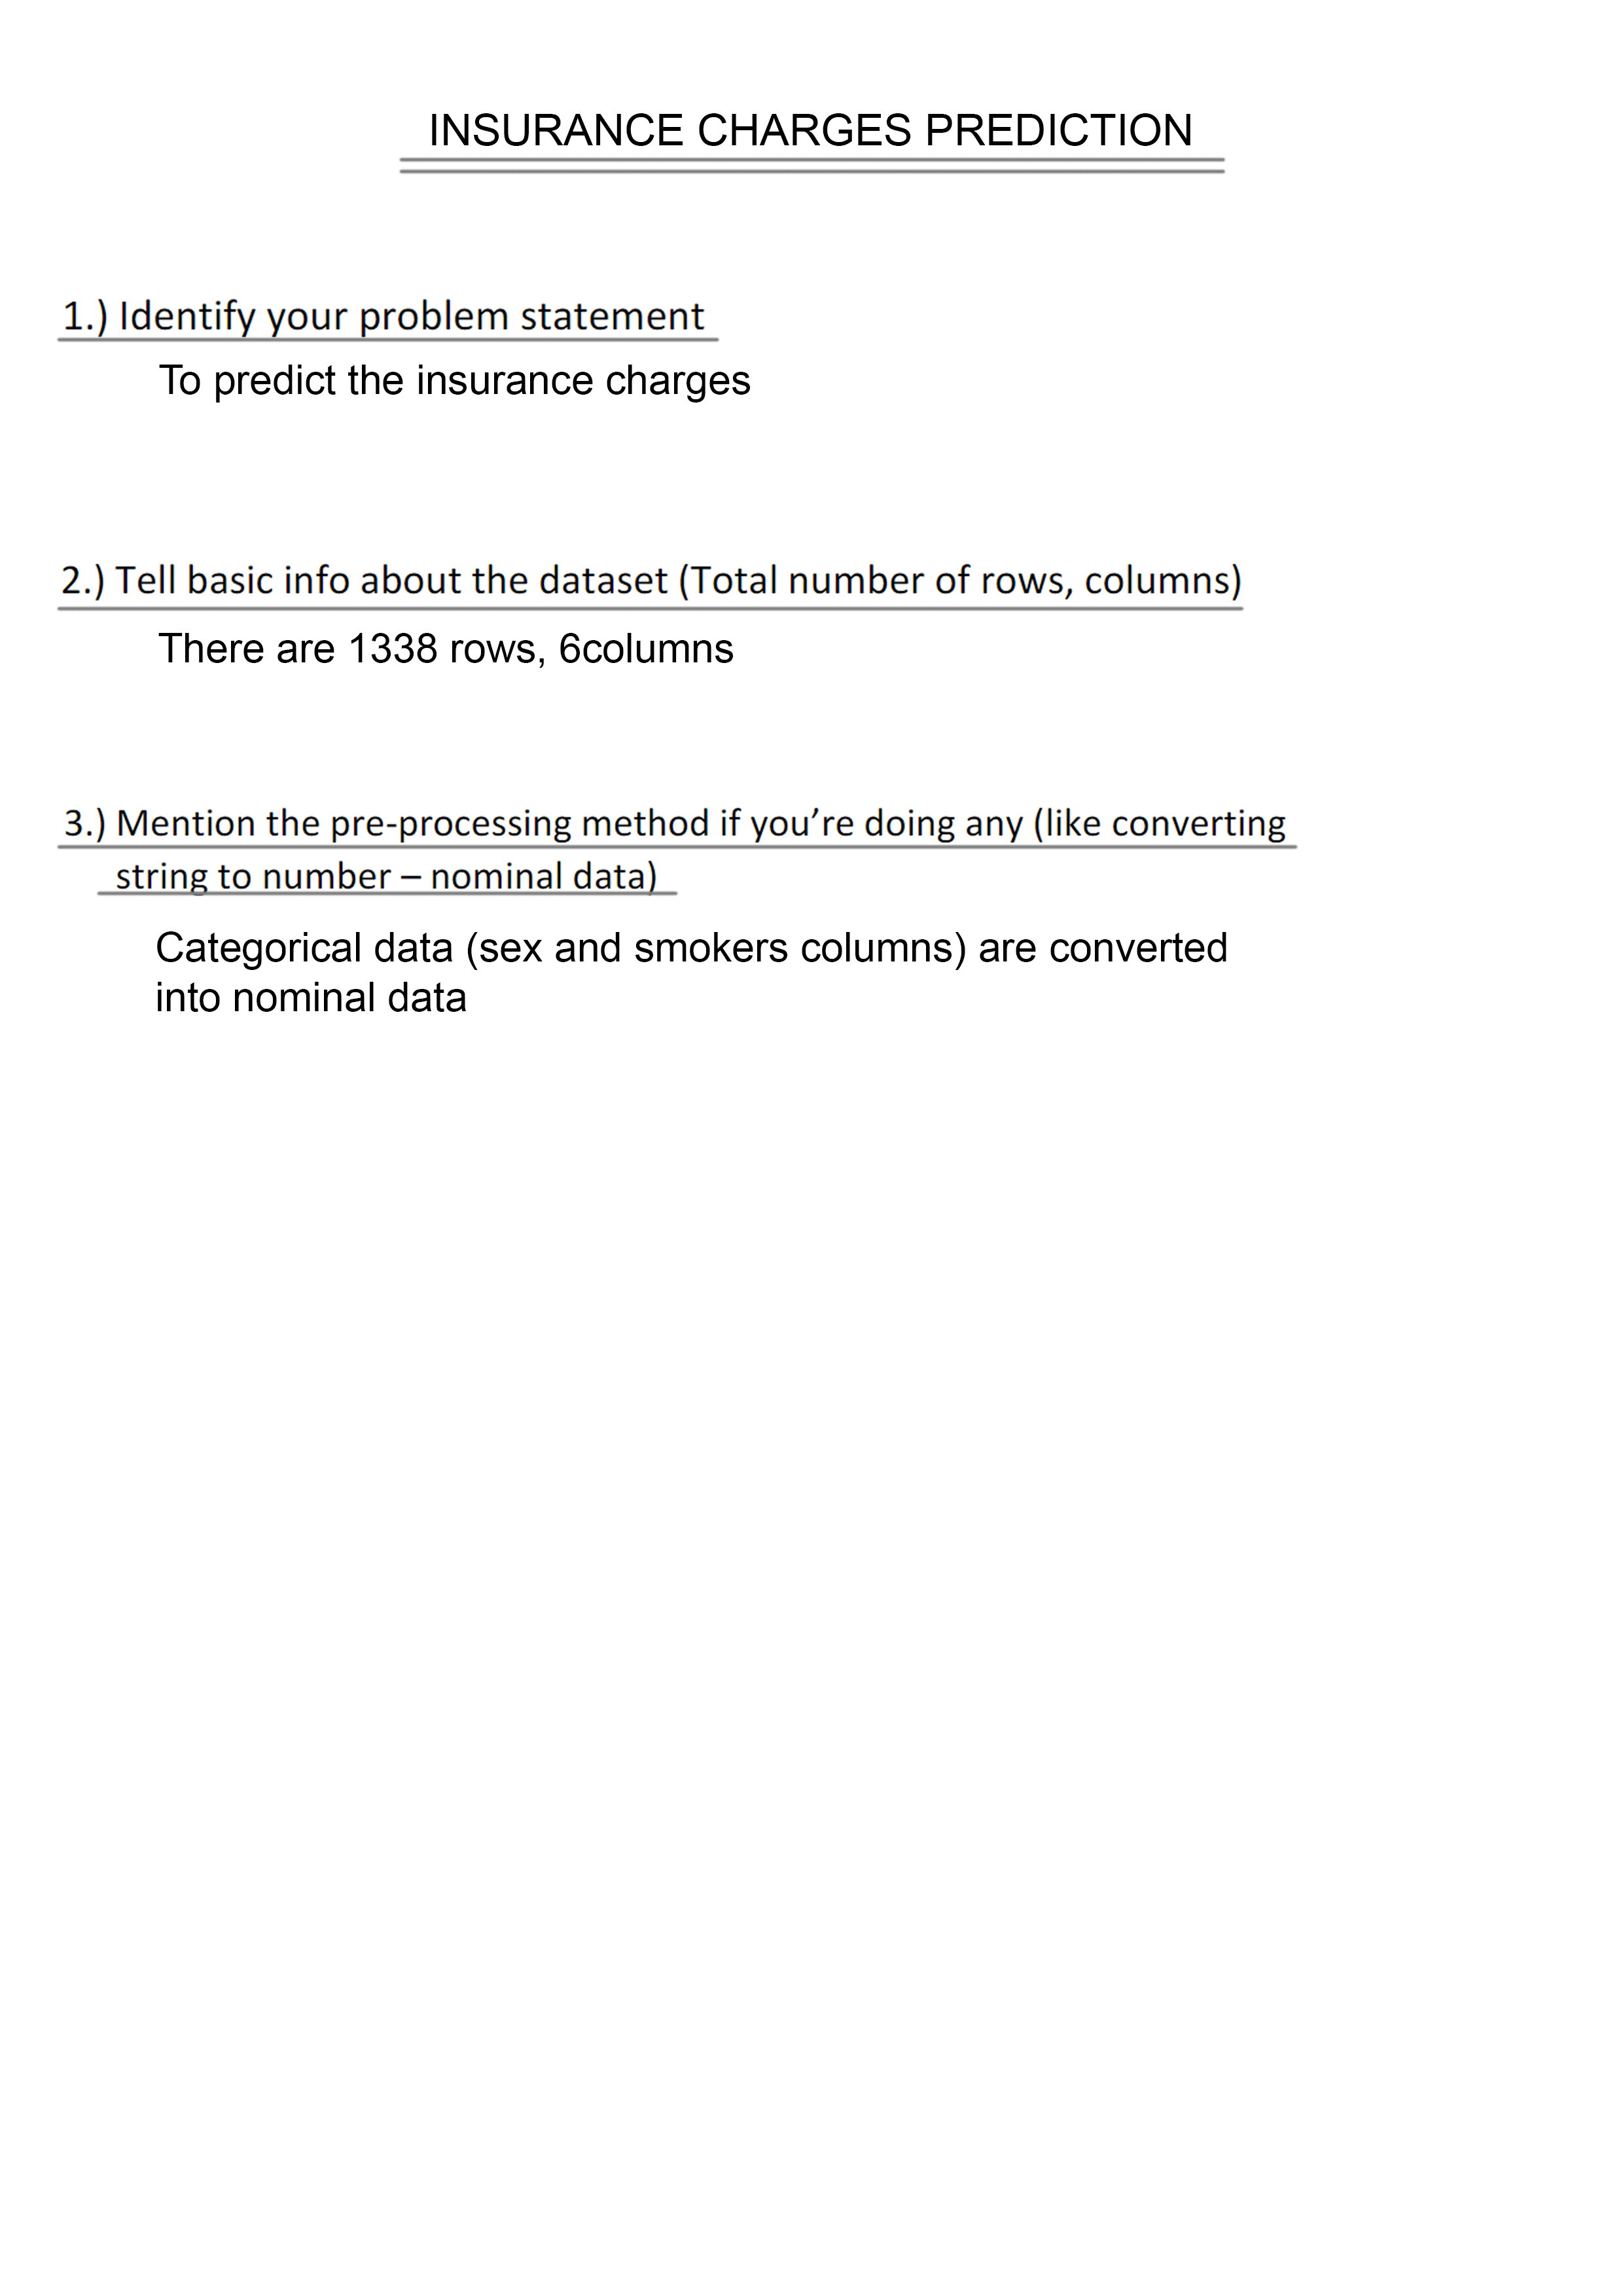 INSURANCE CHARGES PREDICTION
1.) Identify your problem statement
To predict the insurance charges
2.) Tell basic info about the dataset (Total number of rows, columns)
There are 1338 rows, 6columns
3.) Mention the pre-processing method if you’re doing any (like converting
string to number – nominal data)
Categorical data (sex and smokers columns) are converted
into nominal data